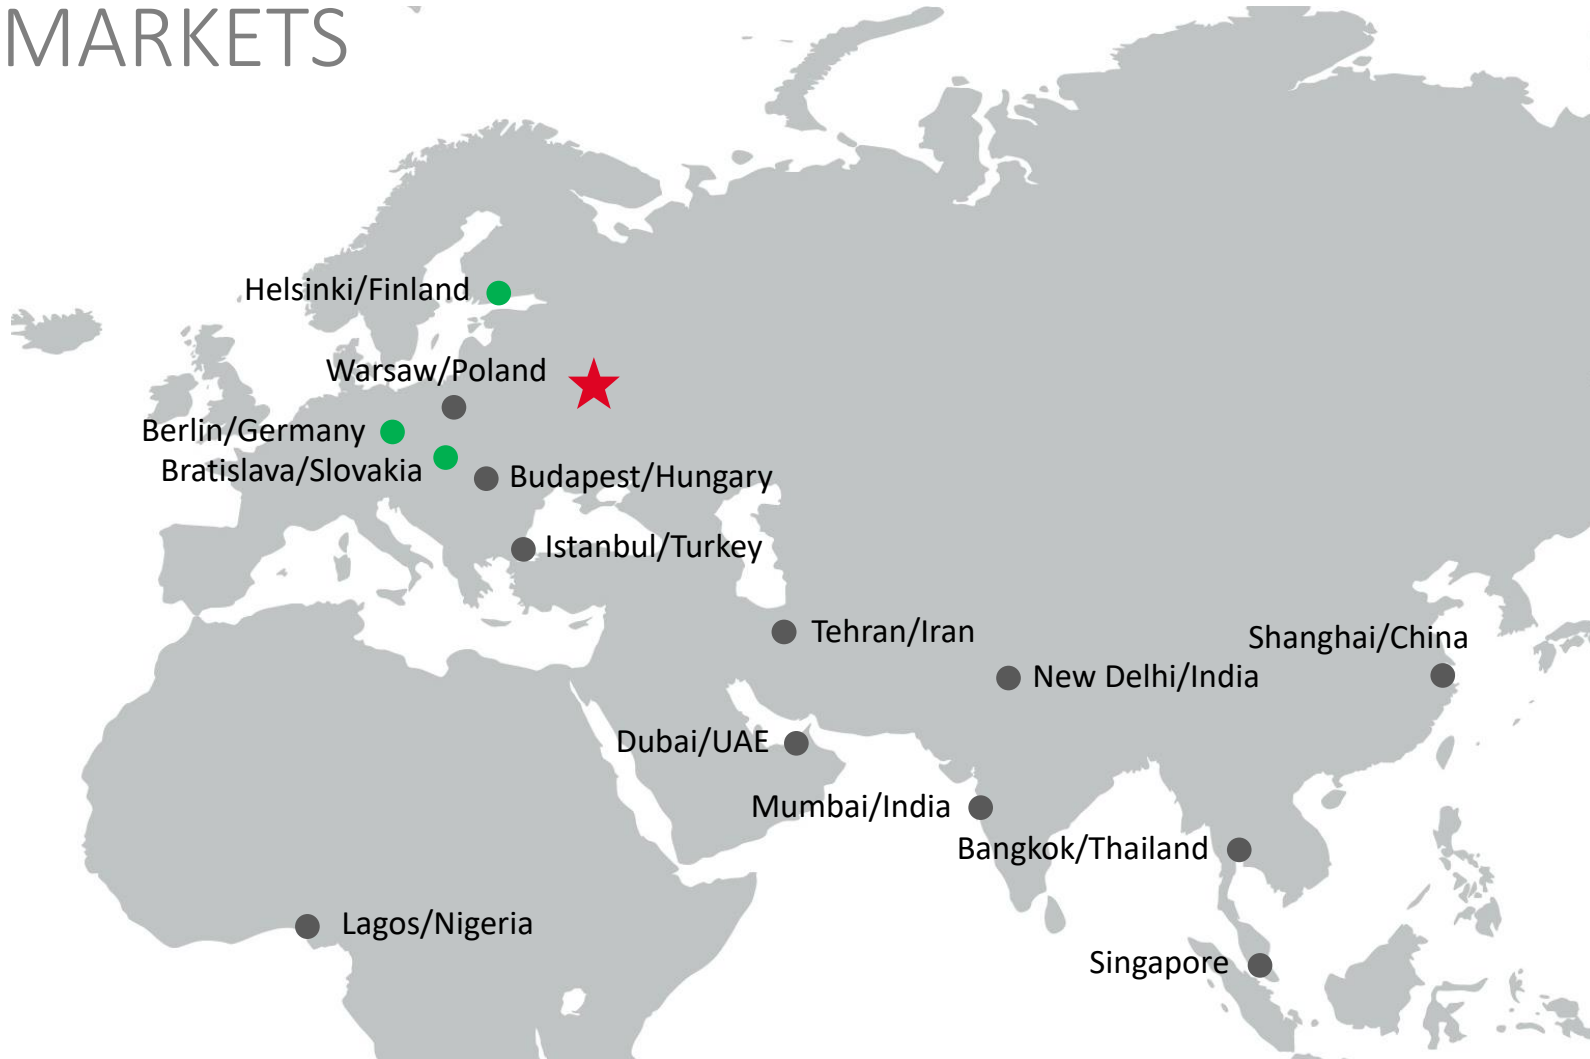 MARKETS
Helsinki/Finland
Warsaw/Poland
Berlin/Germany
Bratislava/Slovakia
Budapest/Hungary
Istanbul/Turkey
Tehran/Iran
Shanghai/China
New Delhi/India
Dubai/UAE
Mumbai/India
Bangkok/Thailand
Lagos/Nigeria
Singapore